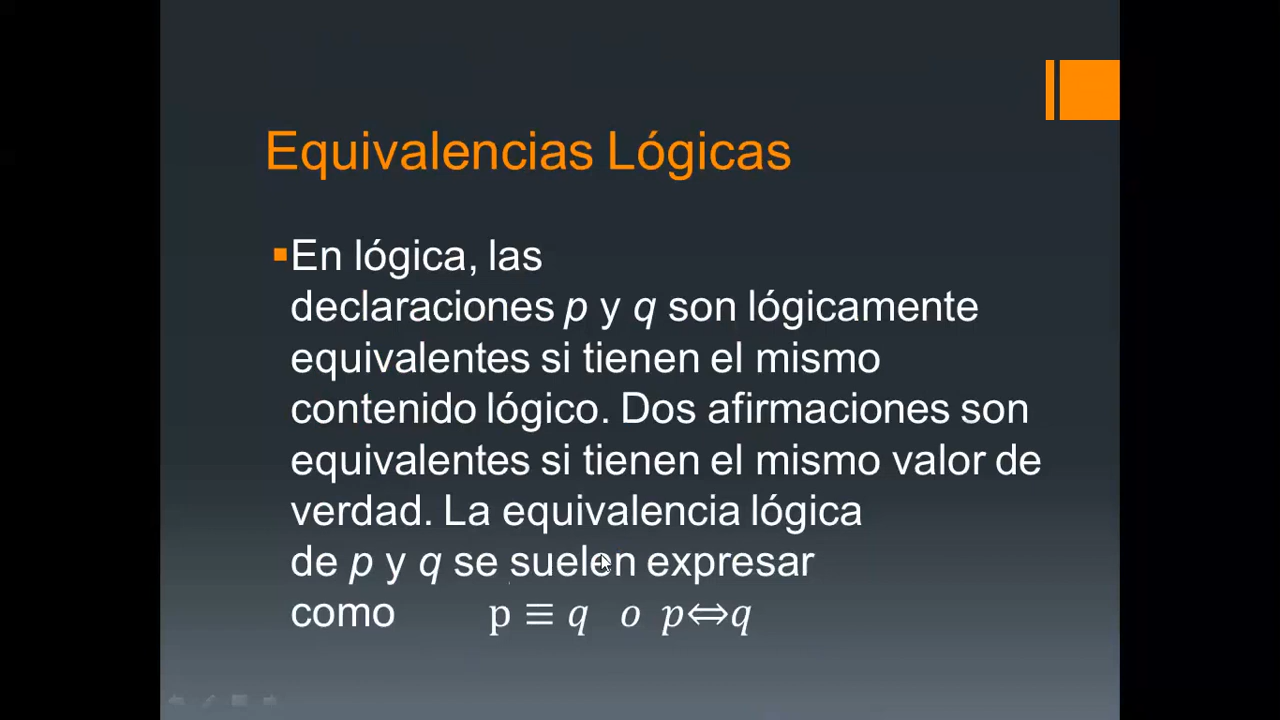 Equivalencias Lógicas
En lógica, las
declaraciones p y q son lógicamente
equivalentes si tienen el mismo
contenido lógico. Dos afirmaciones son
equivalentes si tienen el mismo valor de
verdad. La equivalencia lógica
de p y q se suelen expresar
como p ≡ q o p⇔q